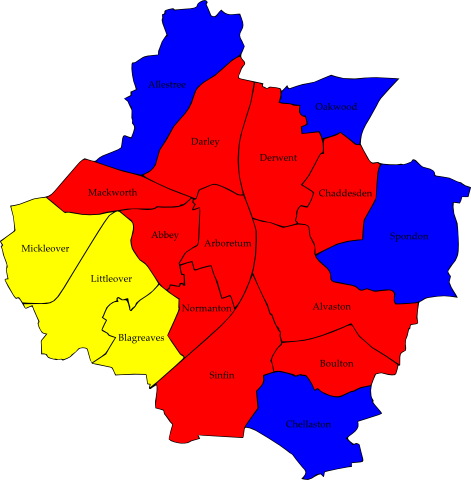 Allestree
Oakwood
Darley
Derwent
Mackworth
Chaddesden
Abbey
Arboretum
Spondon
Mickleover
Littleover
Normanton
Alvaston
Blagreaves
Boulton
Sinfin
Chellaston